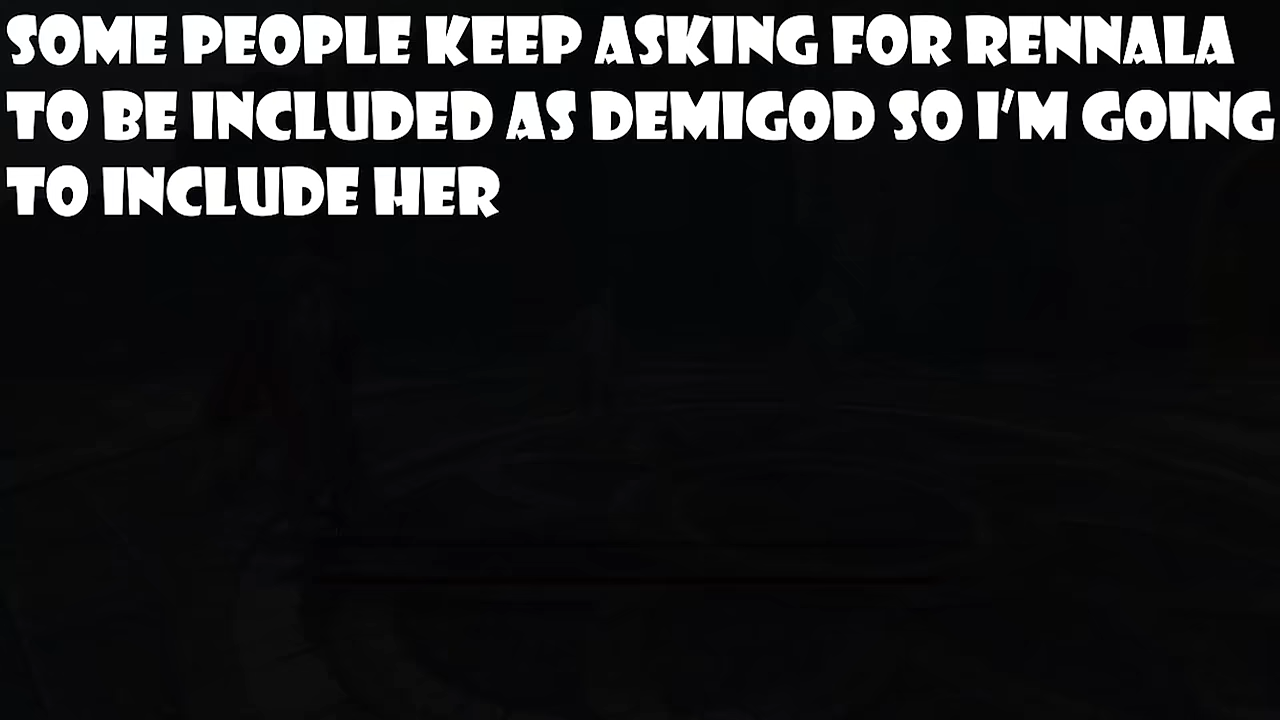 SOME PEOPLE KEEP ASKING FOR RENNALA
TO BE INCLUDED AS DEMIGOD SO I'M GOING
TO INCLUDE HER